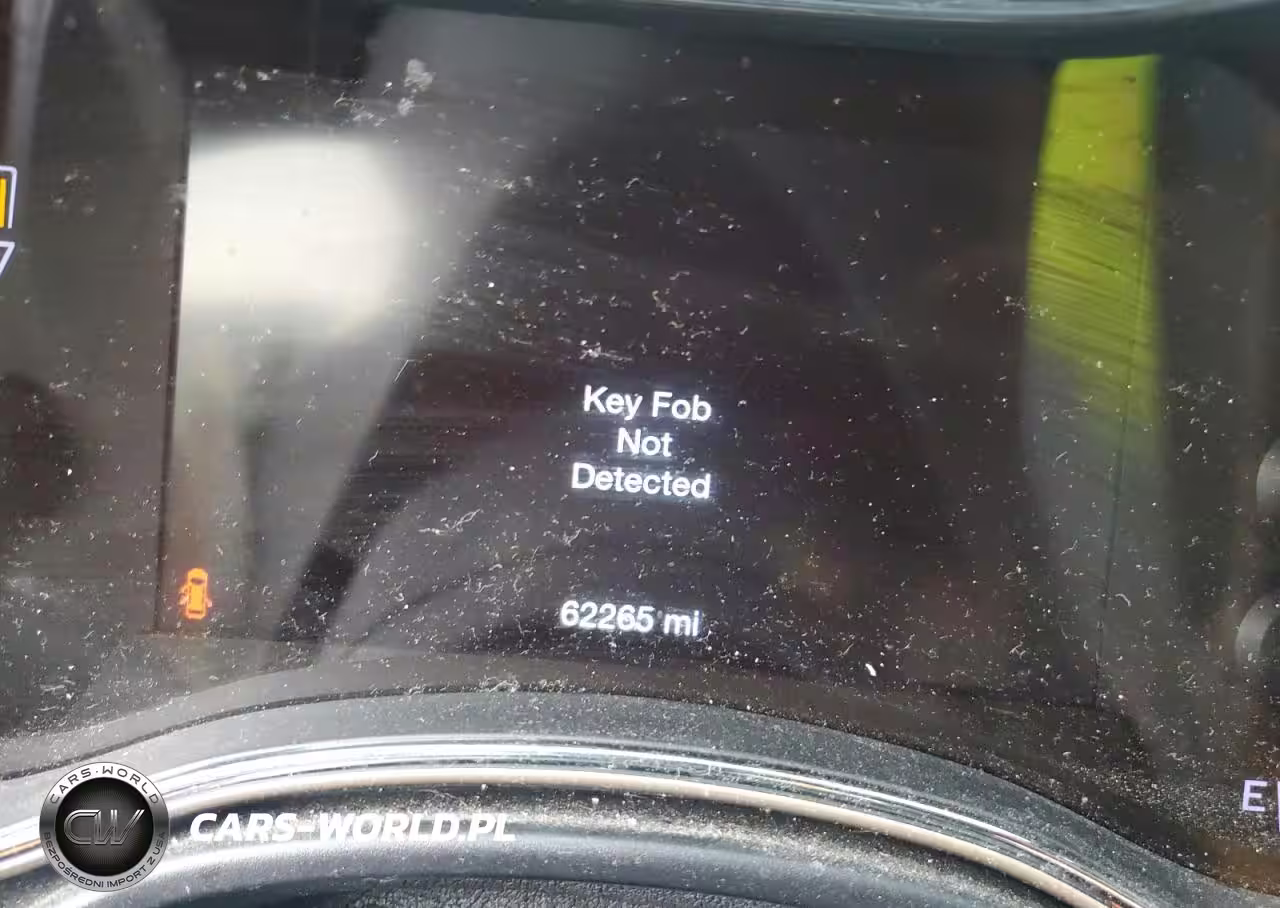 Key Fob
Not
Detected
62265 mi
E
CARS-WORLD
CW
BEZPOŚREDNI IMPORT Z USA
CARS-WORLD.PL